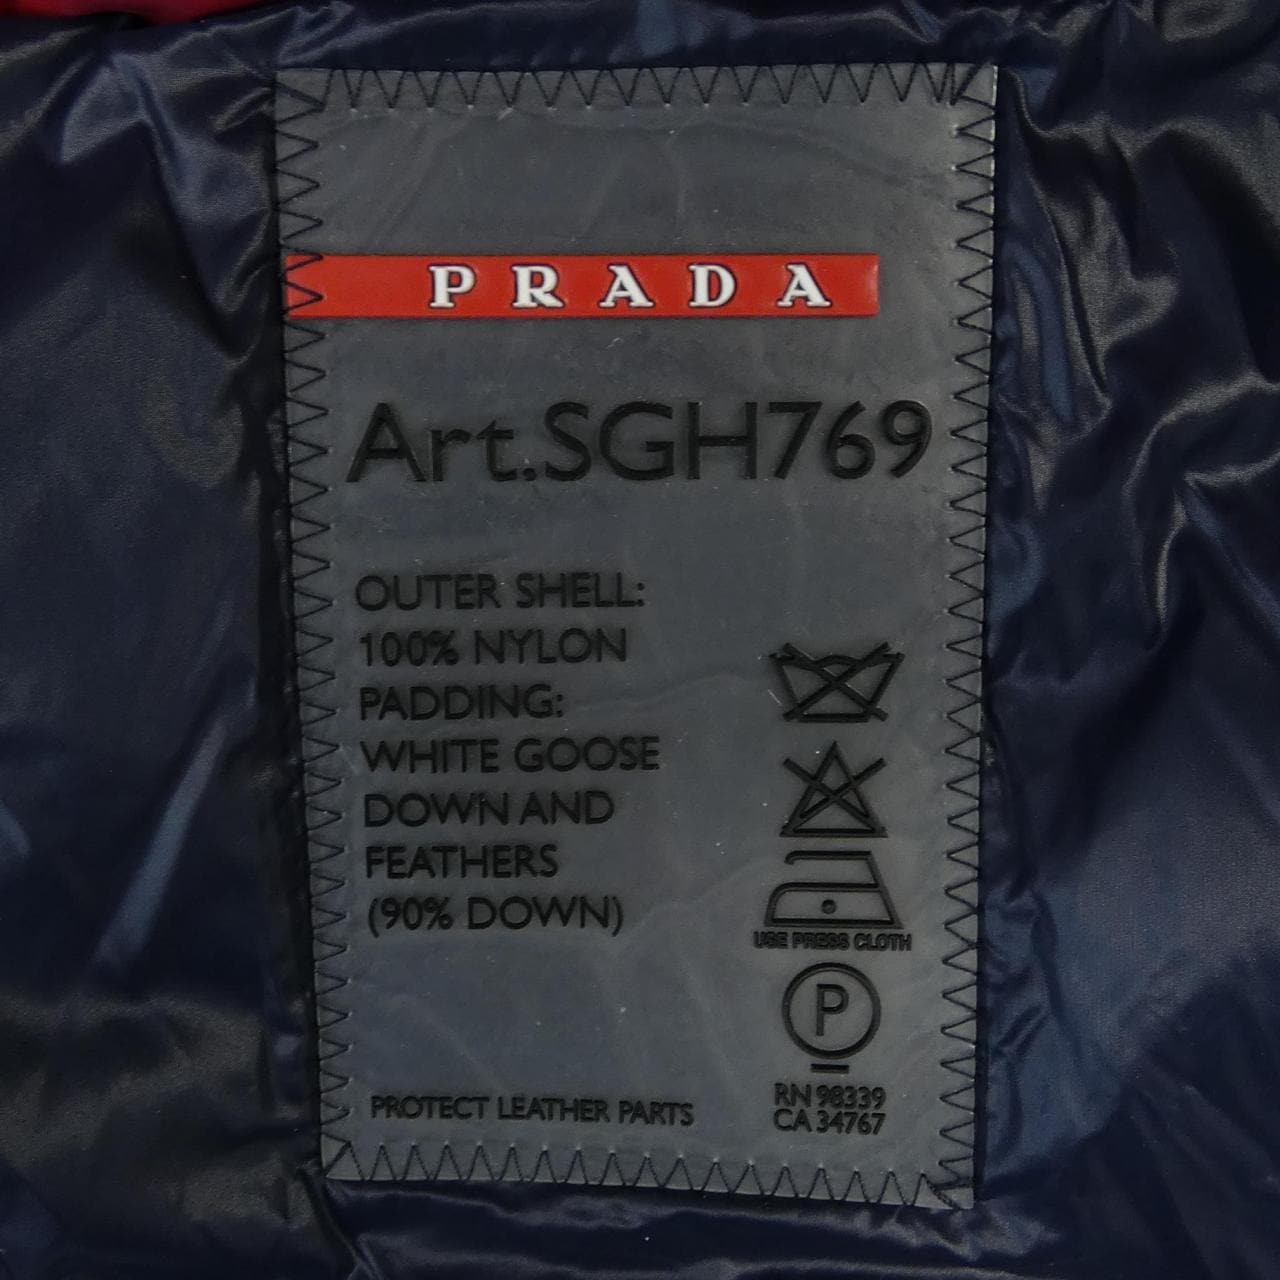 PRADA
Art.SGH769
OUTER SHELL:
100% NYLON
PADDING:
WHITE GOOSE
DOWN AND
FEATHERS
(90% DOWN)
USE PRESS CLOTH
P
PROTECT LEATHER PARTS
RN 98339
CA 34767